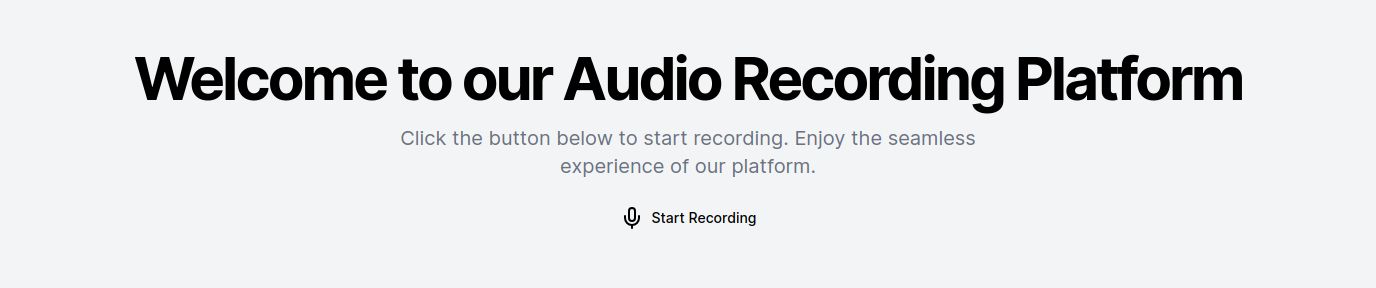 Welcome to our Audio Recording Platform
Click the button below to start recording. Enjoy the seamless
experience of our platform.
Start Recording